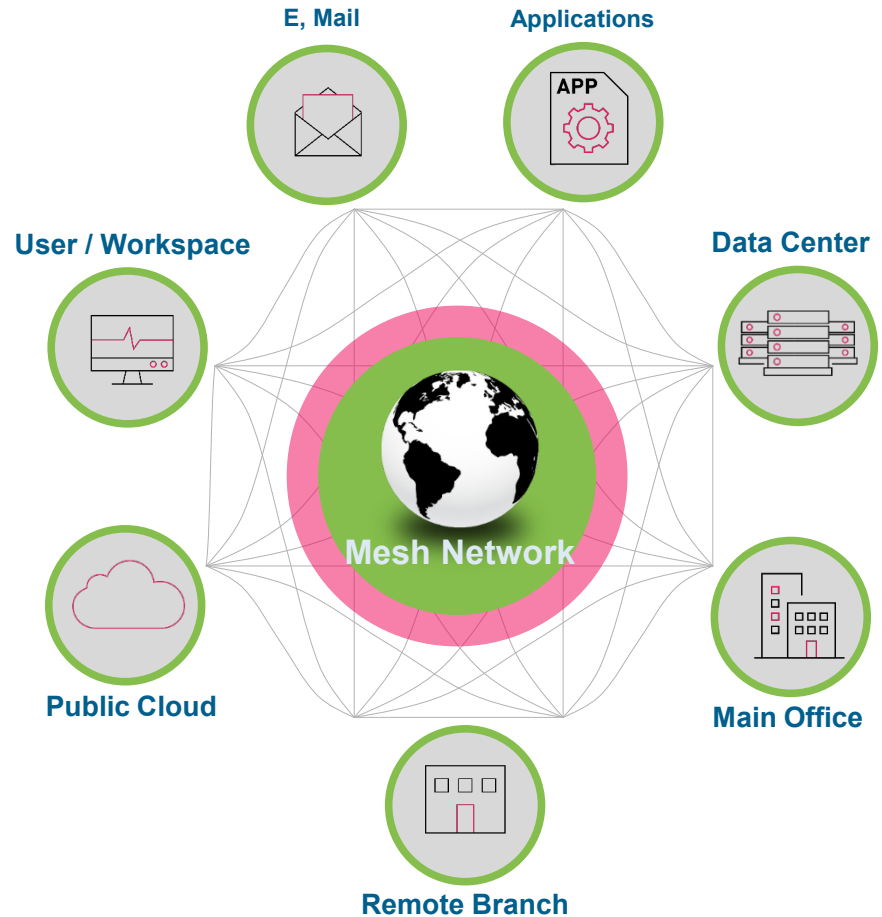 E, Mail
Applications
APP
User / Workspace
Data Center
Mesh Network
Public Cloud
Main Office
Remote Branch